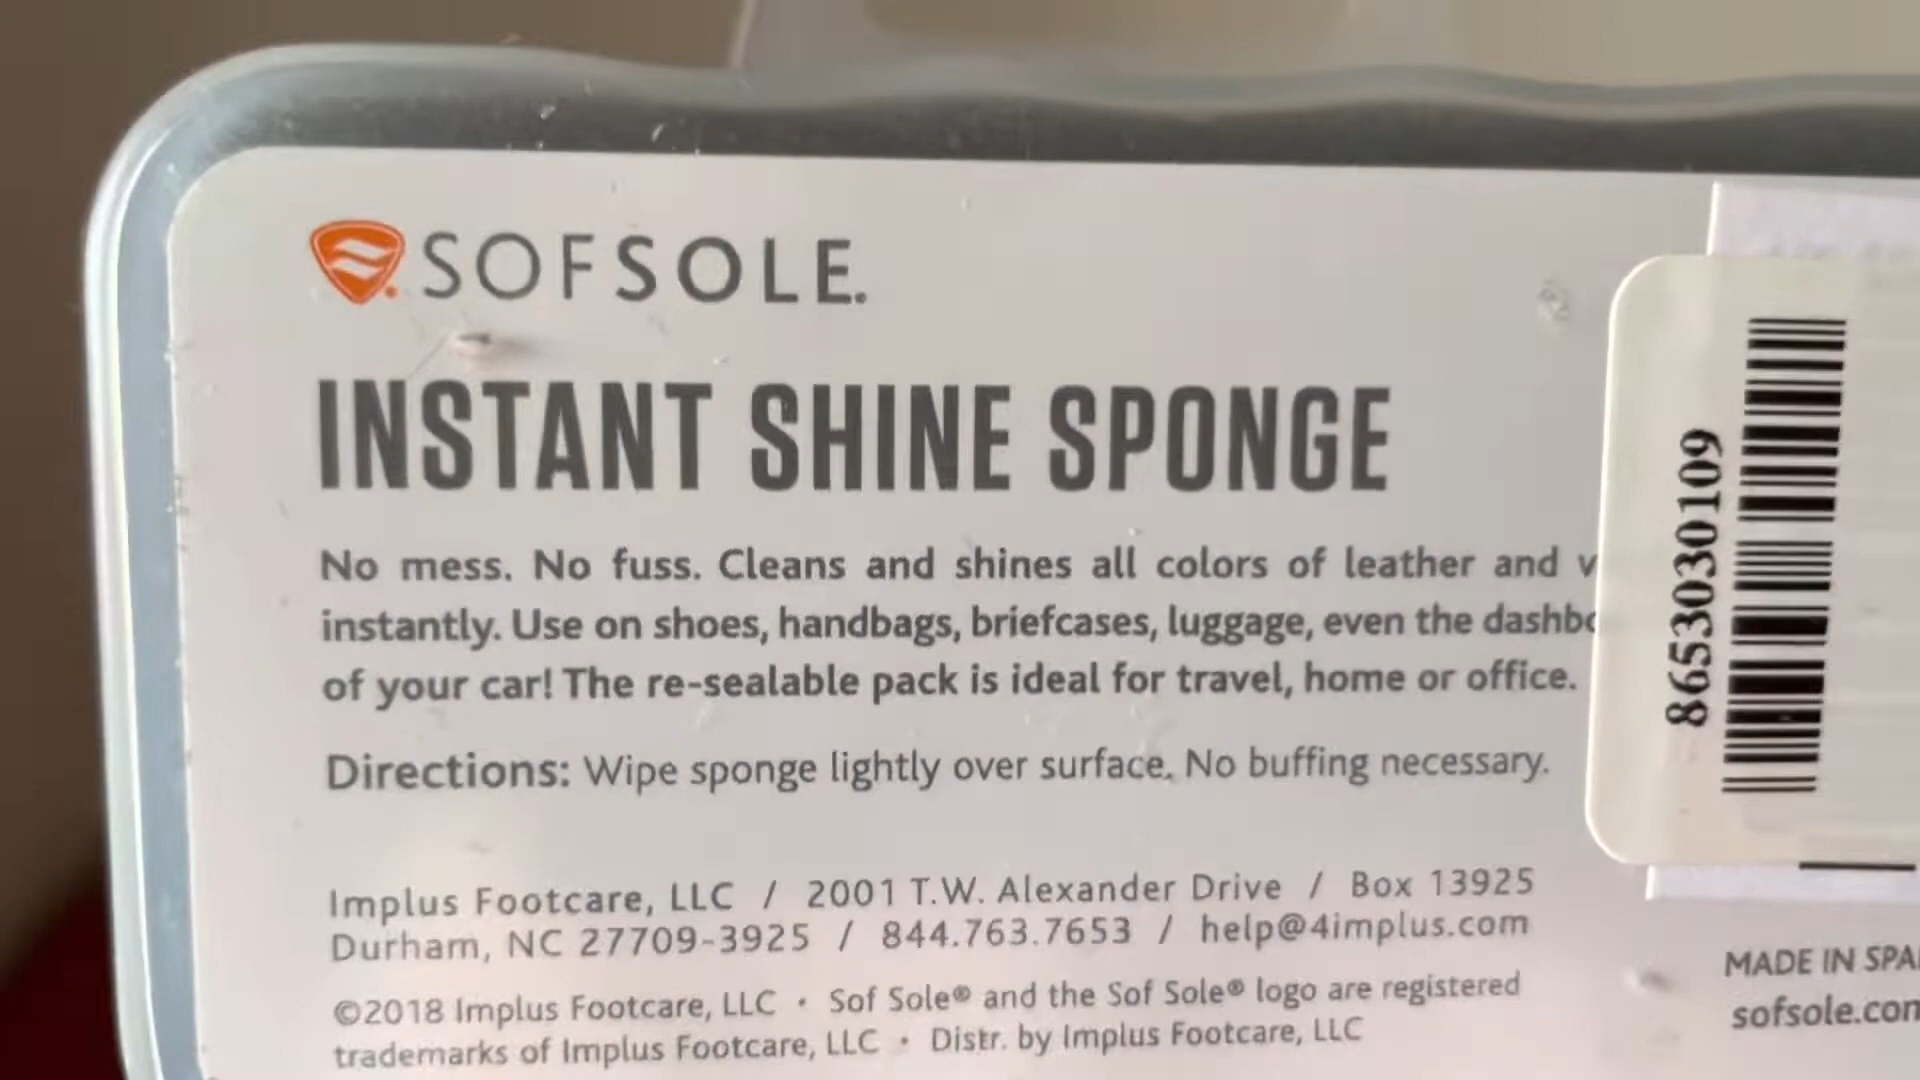 SOFSOLE.
INSTANT SHINE SPONGE
No mess. No fuss. Cleans and shines all colors of leather and v
instantly. Use on shoes, handbags, briefcases, luggage, even the dashbo
of your car! The re-sealable pack is ideal for travel, home or office.
Directions: Wipe sponge lightly over surface. No buffing necessary.
Implus Footcare, LLC / 2001 T.W. Alexander Drive / Box 13925
Durham, NC 27709-3925 / 844.763.7653 / help@4implus.com
©2018 Implus Footcare, LLC · Sof Sole® and the Sof Sole® logo are registered
trademarks of Implus Footcare, LLC · Distr. by Implus Footcare, LLC
8653030109
MADE IN SPA
sofsole.com